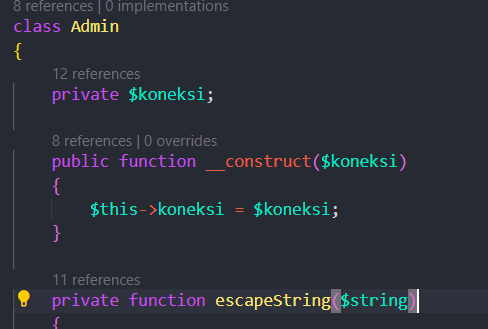 8 references | 0 implementations
class Admin
{
12 references
private $koneksi;
8 references | 0 overrides
public function __construct($koneksi)
{
$this->koneksi = $koneksi;
}
11 references
private function escapeString($string)
{